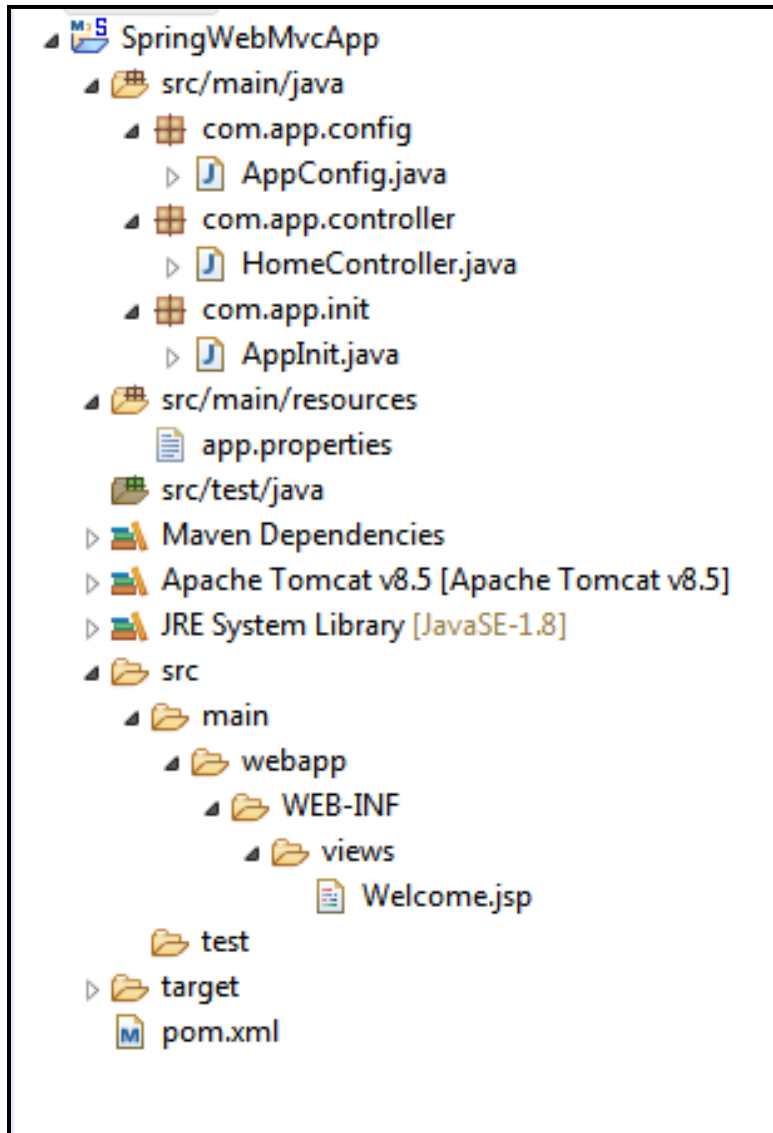 SpringWebMvcApp
src/main/java
com.app.config
AppConfig.java
com.app.controller
HomeController.java
com.app.init
AppInit.java
src/main/resources
app.properties
src/test/java
Maven Dependencies
Apache Tomcat v8.5 [Apache Tomcat v8.5]
JRE System Library [JavaSE-1.8]
src
main
webapp
WEB-INF
views
Welcome.jsp
test
target
pom.xml